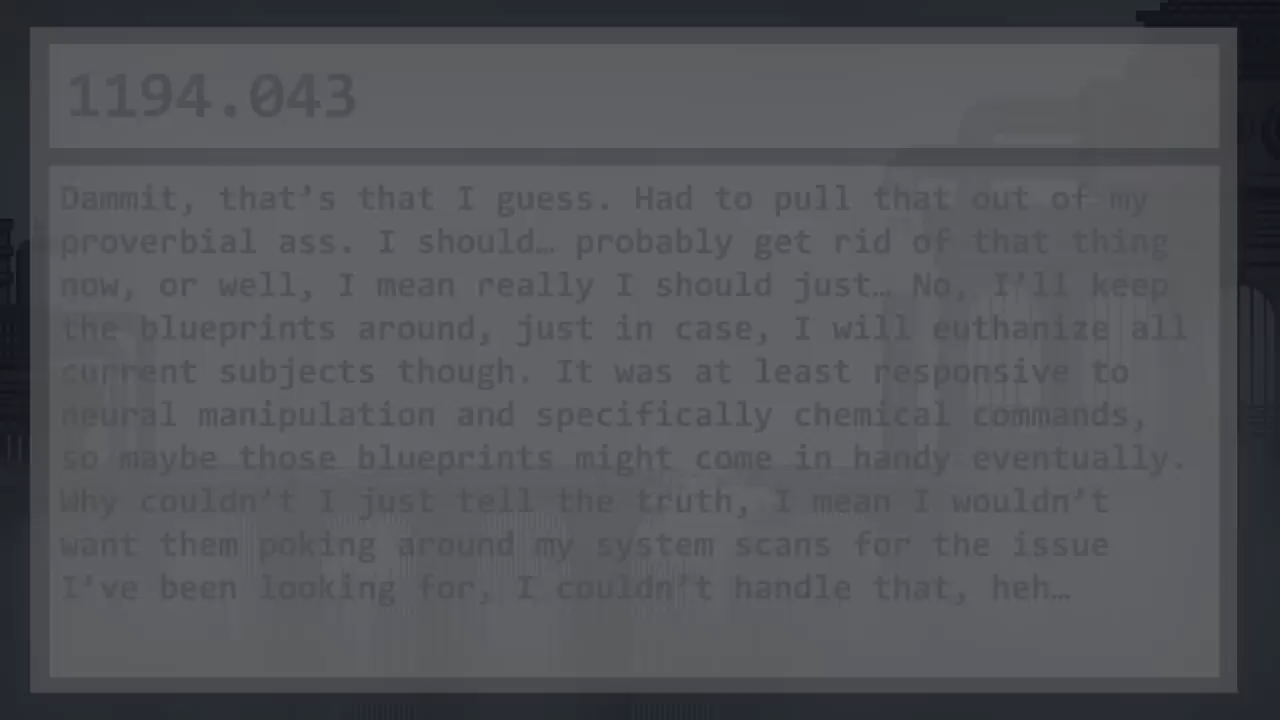 1194.043
Dammit, that’s that I guess. Had to pull that out of my
proverbial ass. I should… probably get rid of that thing
now, or well, I mean really I should just… No, I’ll keep
the blueprints around, just in case, I will euthanize all
current subjects though. It was at least responsive to
neural manipulation and specifically chemical commands,
so maybe those blueprints might come in handy eventually.
Why couldn’t I just tell the truth, I mean I wouldn’t
want them poking around my system scans for the issue
I’ve been looking for, I couldn’t handle that, heh…